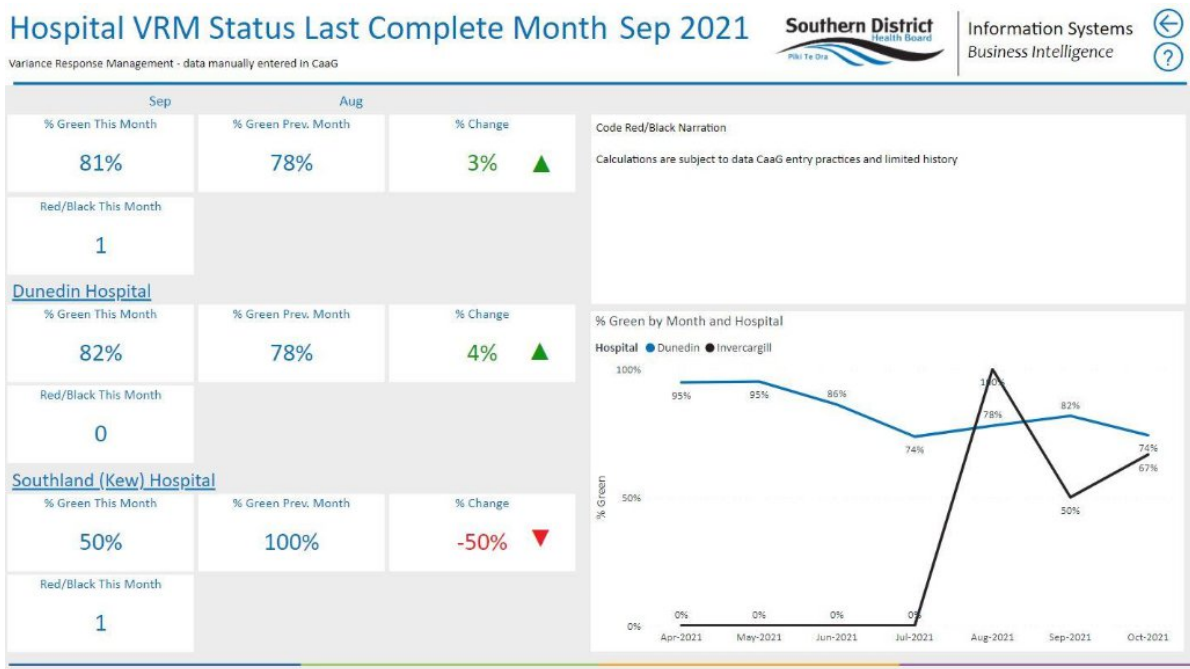 Hospital VRM Status Last Complete Month Sep 2021
Variance Response Management - data manually entered in CaaG
Southern District
Health Board
Piki Te Ora
Information Systems
Business Intelligence
?
Sep Aug
% Green This Month % Green Prev. Month % Change
81% 78% 3%
Red/Black This Month
1
Dunedin Hospital
% Green This Month % Green Prev. Month % Change
82% 78% 4%
Red/Black This Month
0
Southland (Kew) Hospital
% Green This Month % Green Prev. Month % Change
50% 100% -50%
Red/Black This Month
1
Code Red/Black Narration
Calculations are subject to data CaaG entry practices and limited history
% Green by Month and Hospital
Hospital Dunedin Invercargill
% Green
100%
50%
0%
95% 95% 86% 74% 78% 82% 74%
0% 0% 0% 0% 100% 50% 67%
Apr-2021 May-2021 Jun-2021 Jul-2021 Aug-2021 Sep-2021 Oct-2021